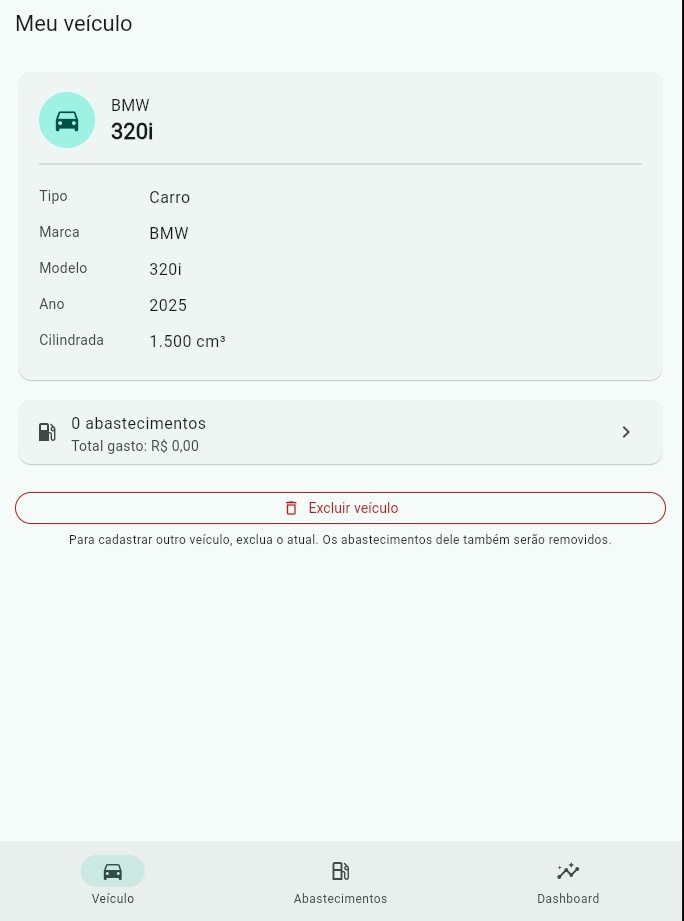 Meu veículo
BMW
320i
Tipo Carro
Marca BMW
Modelo 320i
Ano 2025
Cilindrada 1.500 cm³
0 abastecimentos
Total gasto: R$ 0,00
Excluir veículo
Para cadastrar outro veículo, exclua o atual. Os abastecimentos dele também serão removidos.
Veículo Abastecimentos Dashboard